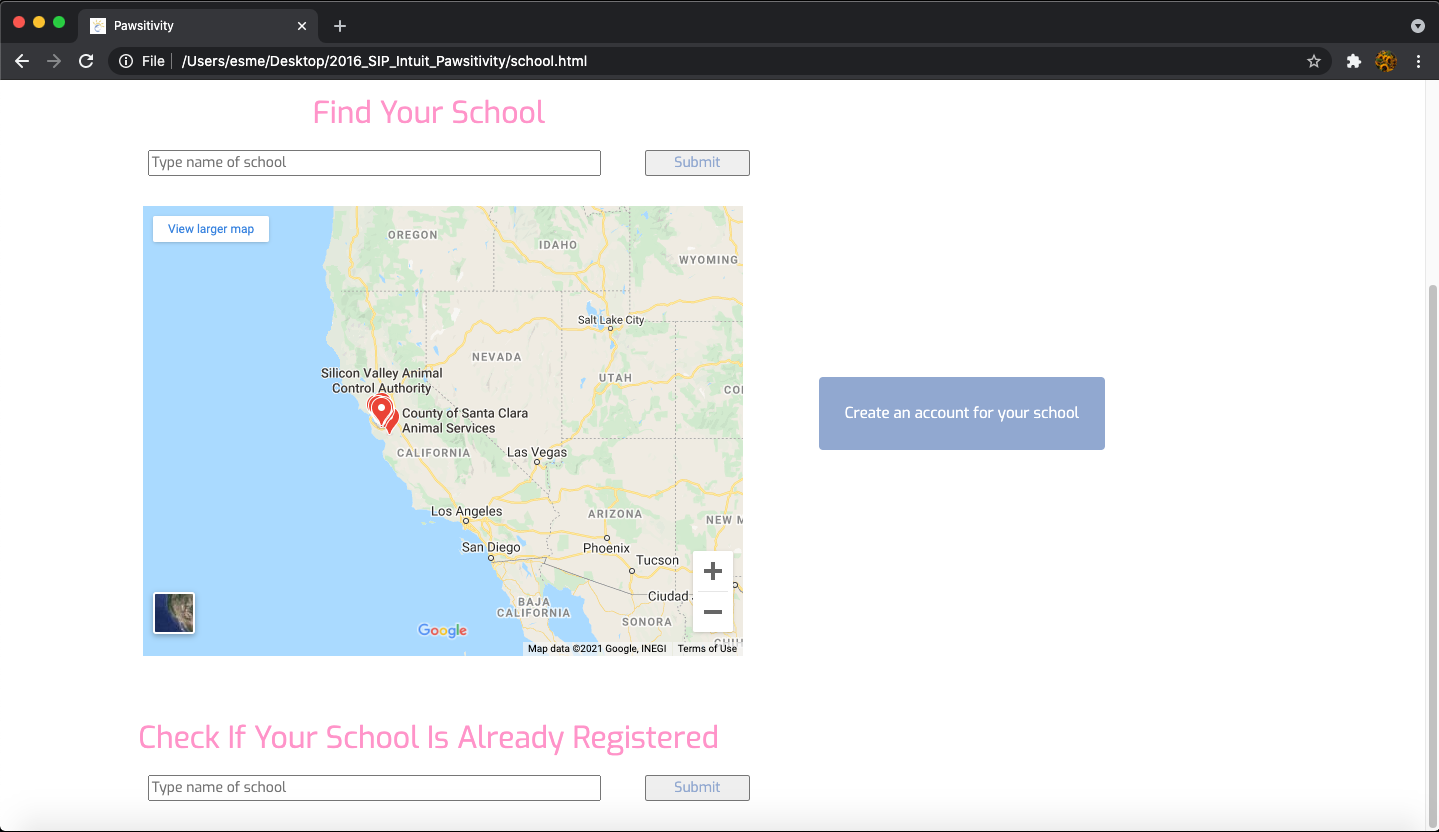 Pawsitivity
File
/Users/esme/Desktop/2016_SIP_Intuit_Pawsitivity/school.html
Find Your School
Type name of school
Submit
View larger map
OREGON
IDAHO
WYOMING
Salt Lake City
NEVADA
UTAH
CO
Silicon Valley Animal
Control Authority
County of Santa Clara
Animal Services
CALIFORNIA
Las Vegas
Los Angeles
ARIZONA
NEW M
San Diego
Phoenix
Tucson
Ciudad
BAJA
CALIFORNIA
SONORA
CHIH
Google
Map data ©2021 Google, INEGI
Terms of Use
Create an account for your school
Check If Your School Is Already Registered
Type name of school
Submit